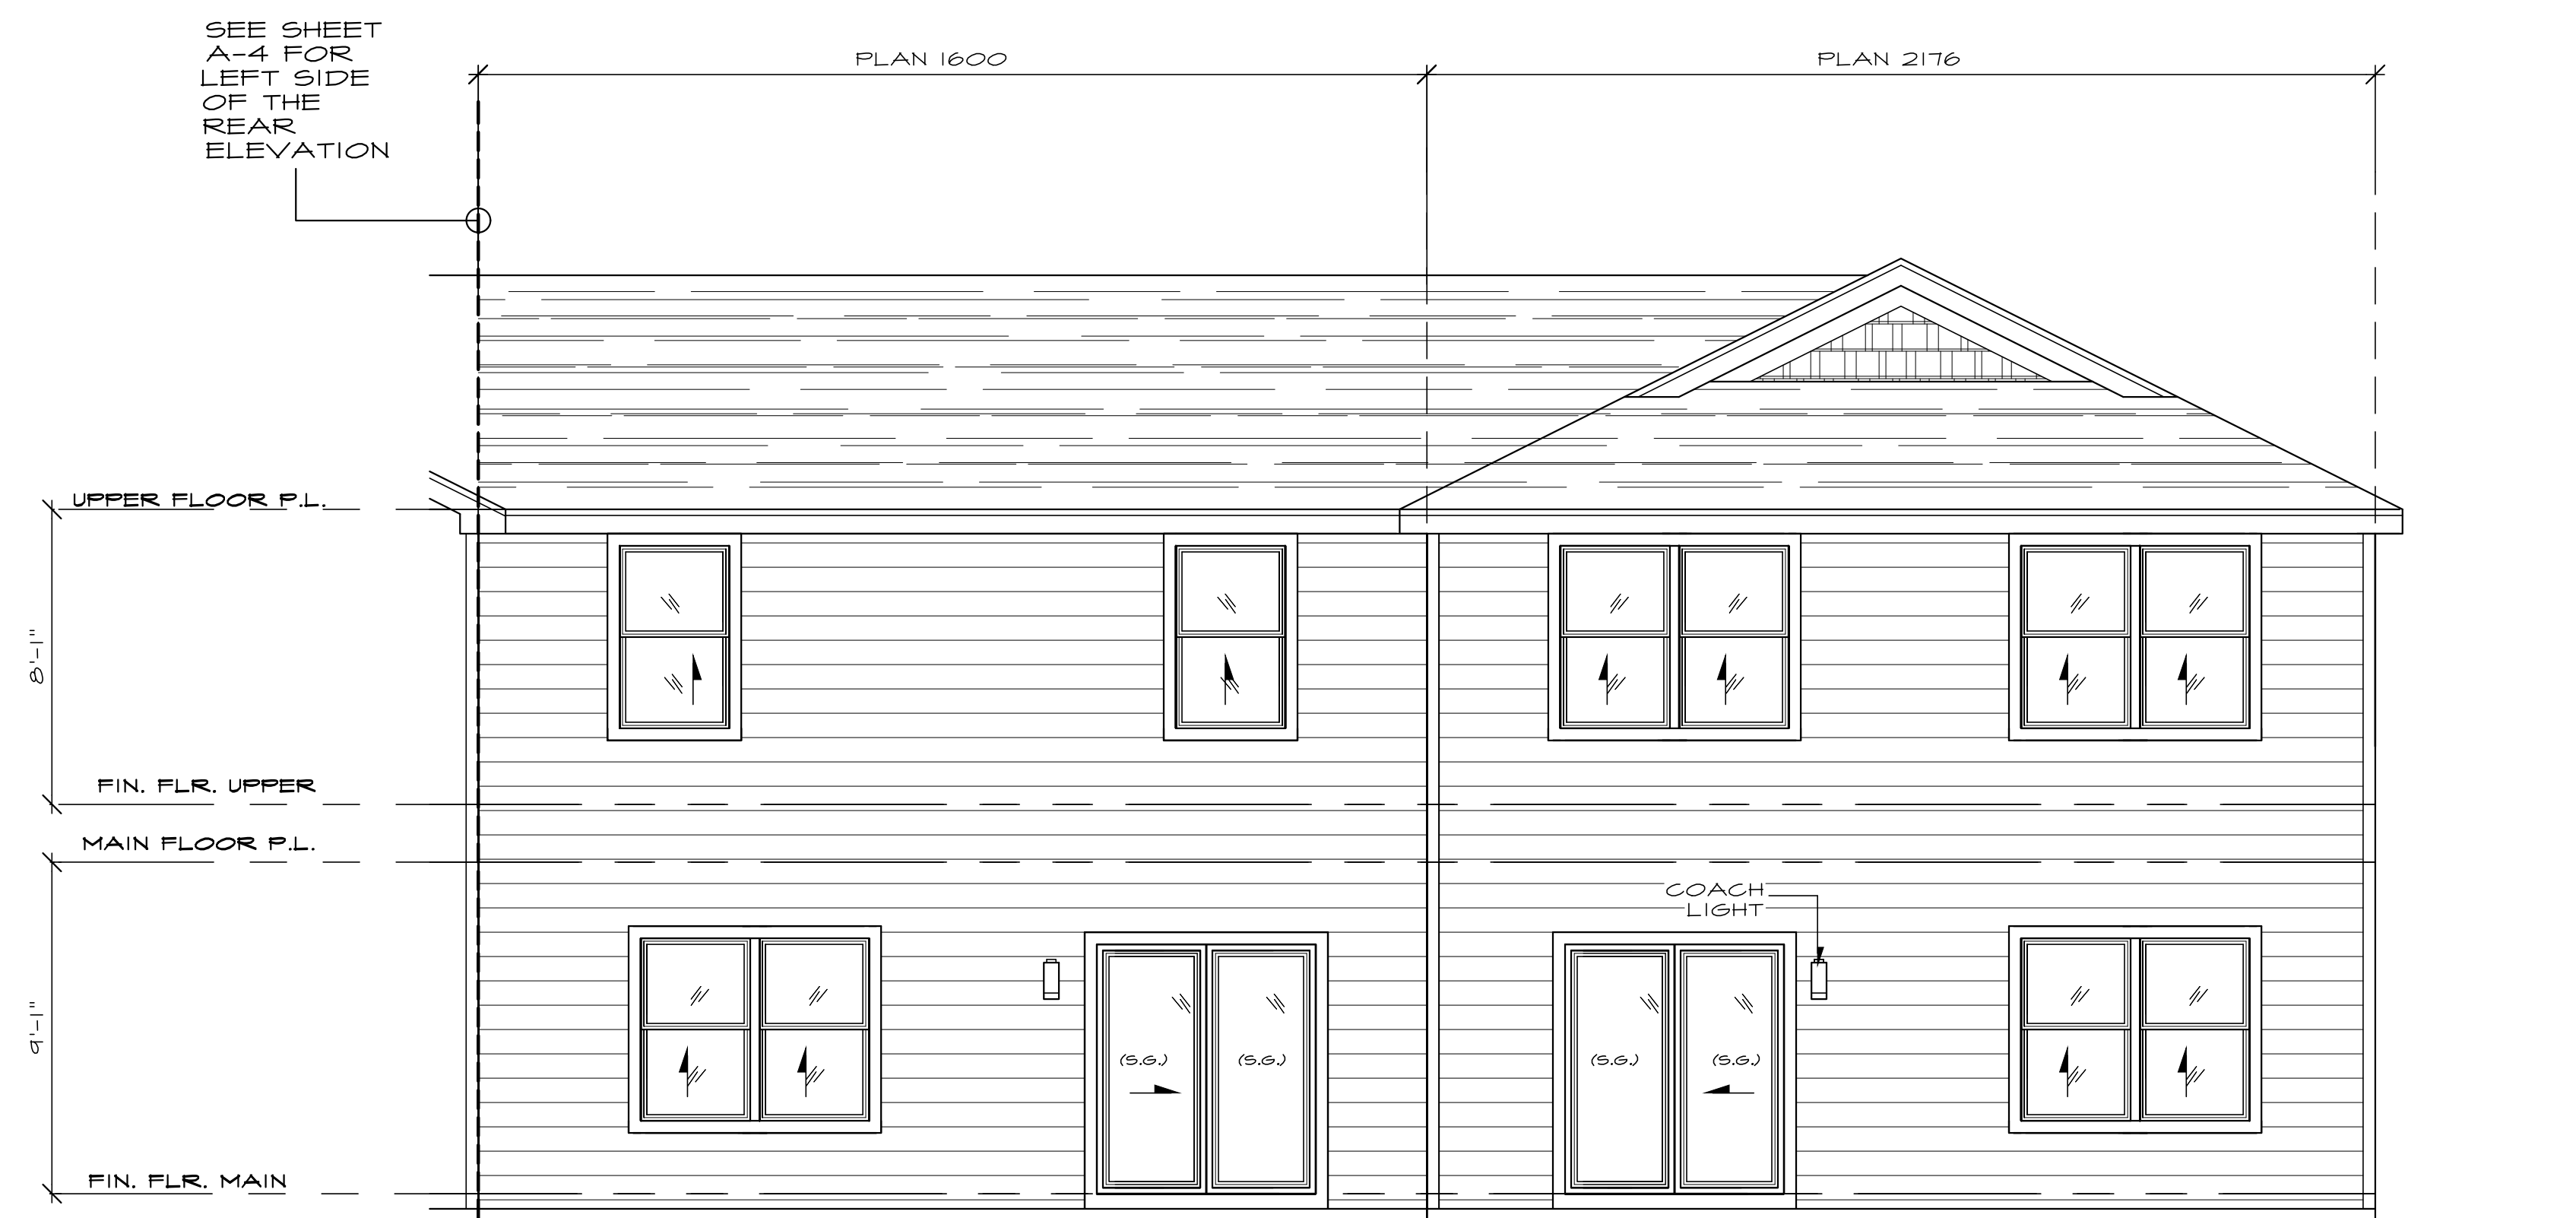 SEE SHEET
A-4 FOR
LEFT SIDE
OF THE
REAR
ELEVATION
PLAN 1600
PLAN 2176
UPPER FLOOR P.L.
8'-1"
FIN. FLR. UPPER
MAIN FLOOR P.L.
COACH
LIGHT
9'-1"
(S.G.) (S.G.) (S.G.) (S.G.)
FIN. FLR. MAIN